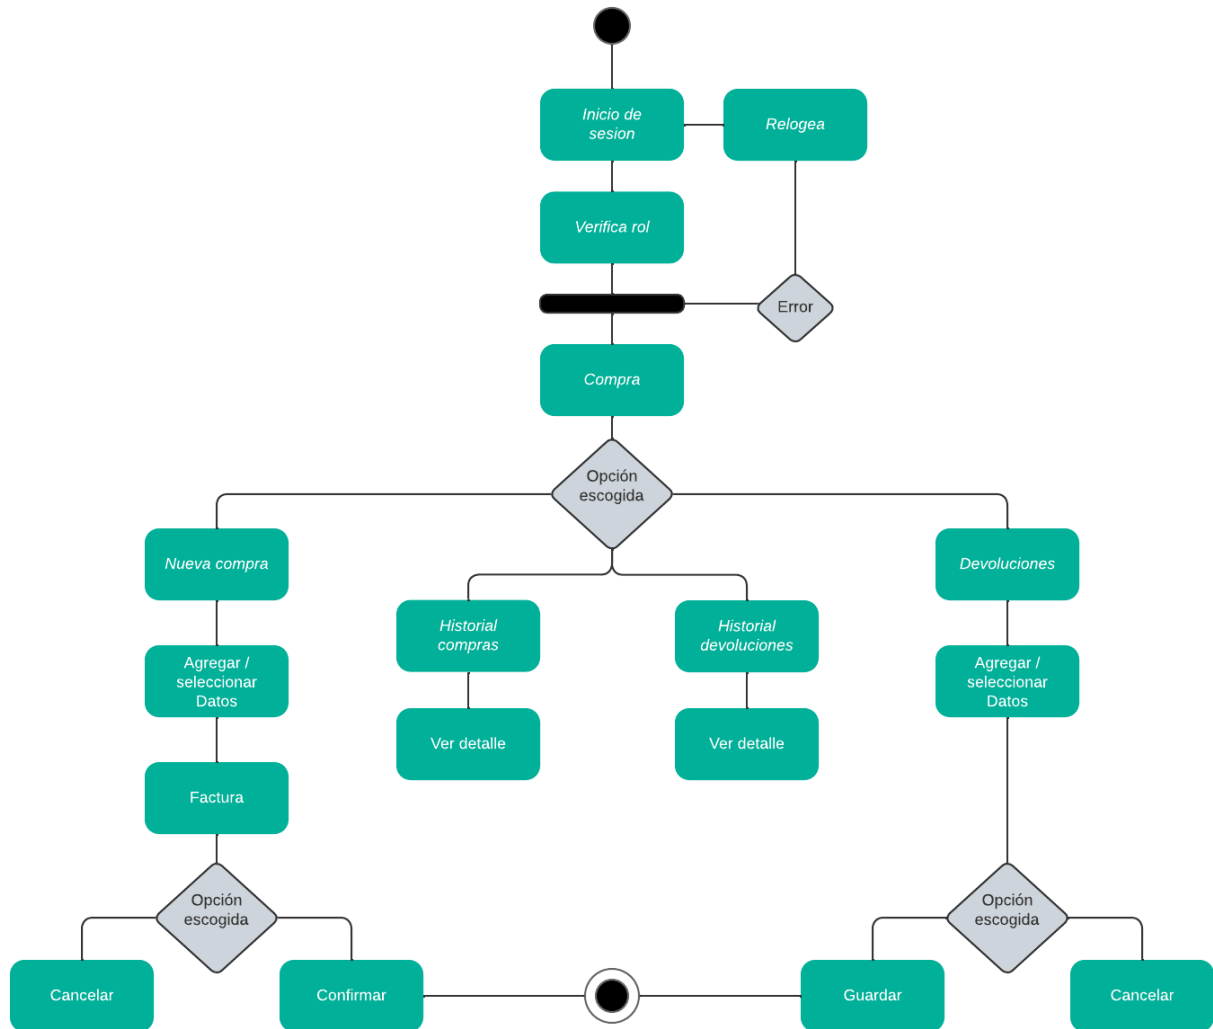 Inicio de
sesion
Relogea
Verifica rol
Error
Compra
Opción
escogida
Nueva compra
Devoluciones
Historial
compras
Historial
devoluciones
Agregar /
seleccionar
Datos
Agregar /
seleccionar
Datos
Ver detalle
Ver detalle
Factura
Opción
escogida
Opción
escogida
Cancelar
Confirmar
Guardar
Cancelar